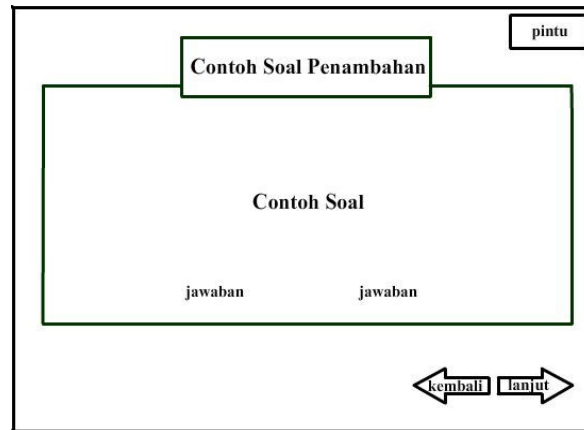 pintu
Contoh Soal Penambahan
Contoh Soal
jawaban jawaban
kembali lanjut